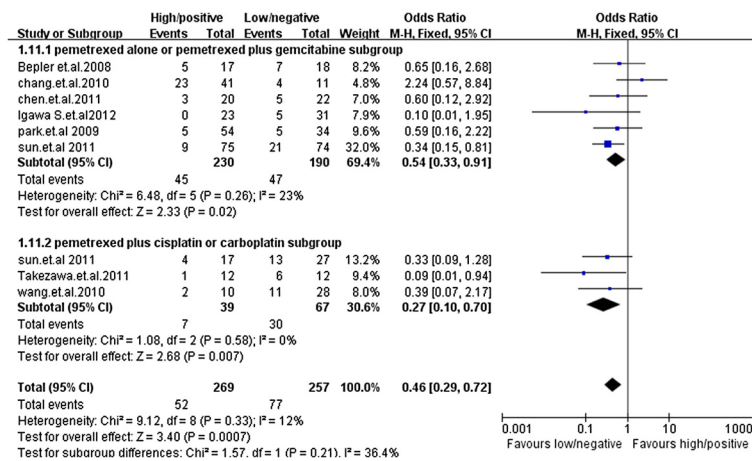 High/positive Low/negative Odds Ratio Odds Ratio
Study or Subgroup Events Total Events Total Weight M-H, Fixed, 95% CI M-H, Fixed, 95% CI
1.11.1 pemetrexed alone or pemetrexed plus gemcitabine subgroup
Bepler et.al.2008 5 17 7 18 8.2% 0.65 [0.16, 2.68]
chang.et.al.2010 23 41 4 11 4.4% 2.24 [0.57, 8.84]
chen.et.al.2011 3 20 5 22 7.0% 0.60 [0.12, 2.92]
Igawa S.et.al2012 0 23 5 31 7.9% 0.10 [0.01, 1.95]
park.et.al 2009 5 54 5 34 9.6% 0.59 [0.16, 2.22]
sun.et.al 2011 9 75 21 74 32.0% 0.34 [0.15, 0.81]
Subtotal (95% CI) 230 190 69.4% 0.54 [0.33, 0.91]
Total events 45 47
Heterogeneity: Chi² = 6.48, df = 5 (P = 0.26); I² = 23%
Test for overall effect: Z = 2.33 (P = 0.02)
1.11.2 pemetrexed plus cisplatin or carboplatin subgroup
sun.et.al 2011 4 17 13 27 13.2% 0.33 [0.09, 1.28]
Takezawa.et.al.2011 1 12 6 12 9.4% 0.09 [0.01, 0.94]
wang.et.al.2010 2 10 11 28 8.0% 0.39 [0.07, 2.17]
Subtotal (95% CI) 39 67 30.6% 0.27 [0.10, 0.70]
Total events 7 30
Heterogeneity: Chi² = 1.08, df = 2 (P = 0.58); I² = 0%
Test for overall effect: Z = 2.68 (P = 0.007)
Total (95% CI) 269 257 100.0% 0.46 [0.29, 0.72]
Total events 52 77
Heterogeneity: Chi² = 9.12, df = 8 (P = 0.33); I² = 12%
Test for overall effect: Z = 3.40 (P = 0.0007)
Test for subgroup differences: Chi² = 1.57, df = 1 (P = 0.21), I² = 36.4%
0.001 0.1 1 10 1000
Favours low/negative Favours high/positive